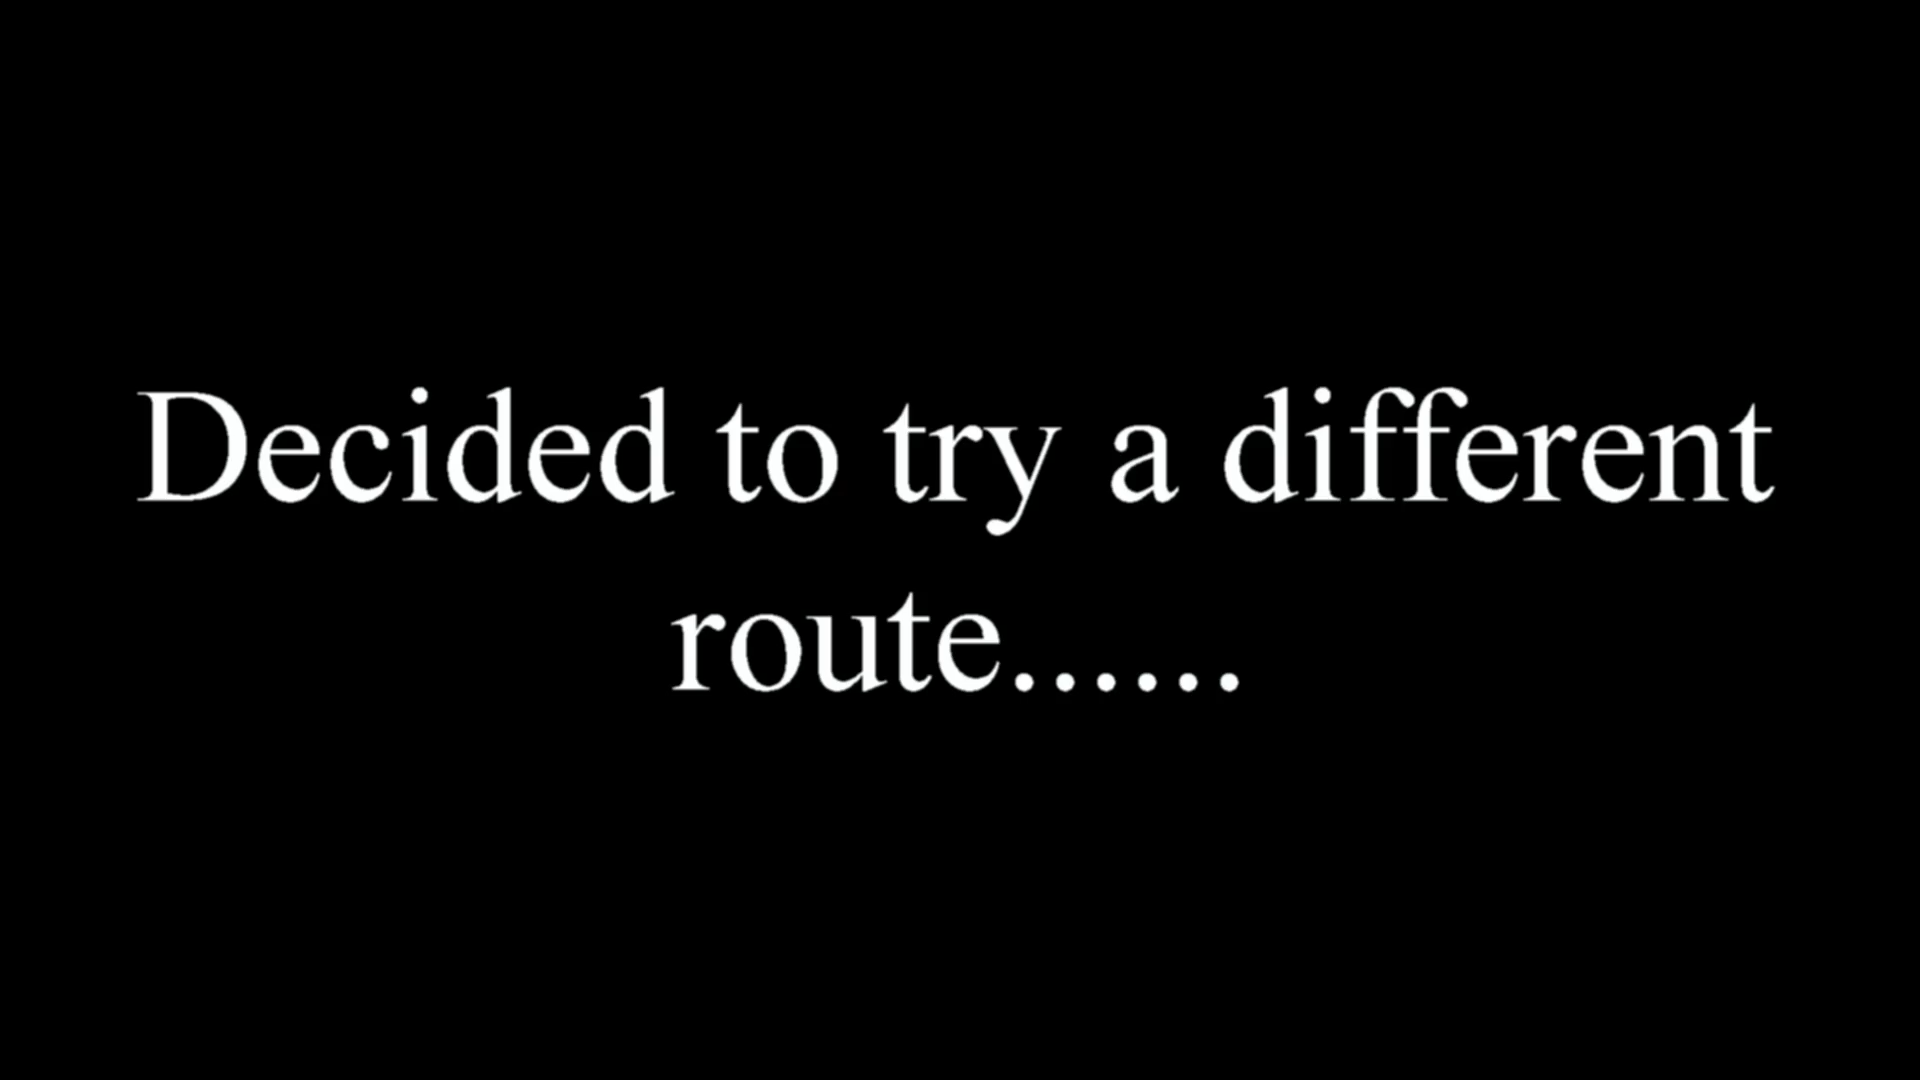 Decided to try a different
route......